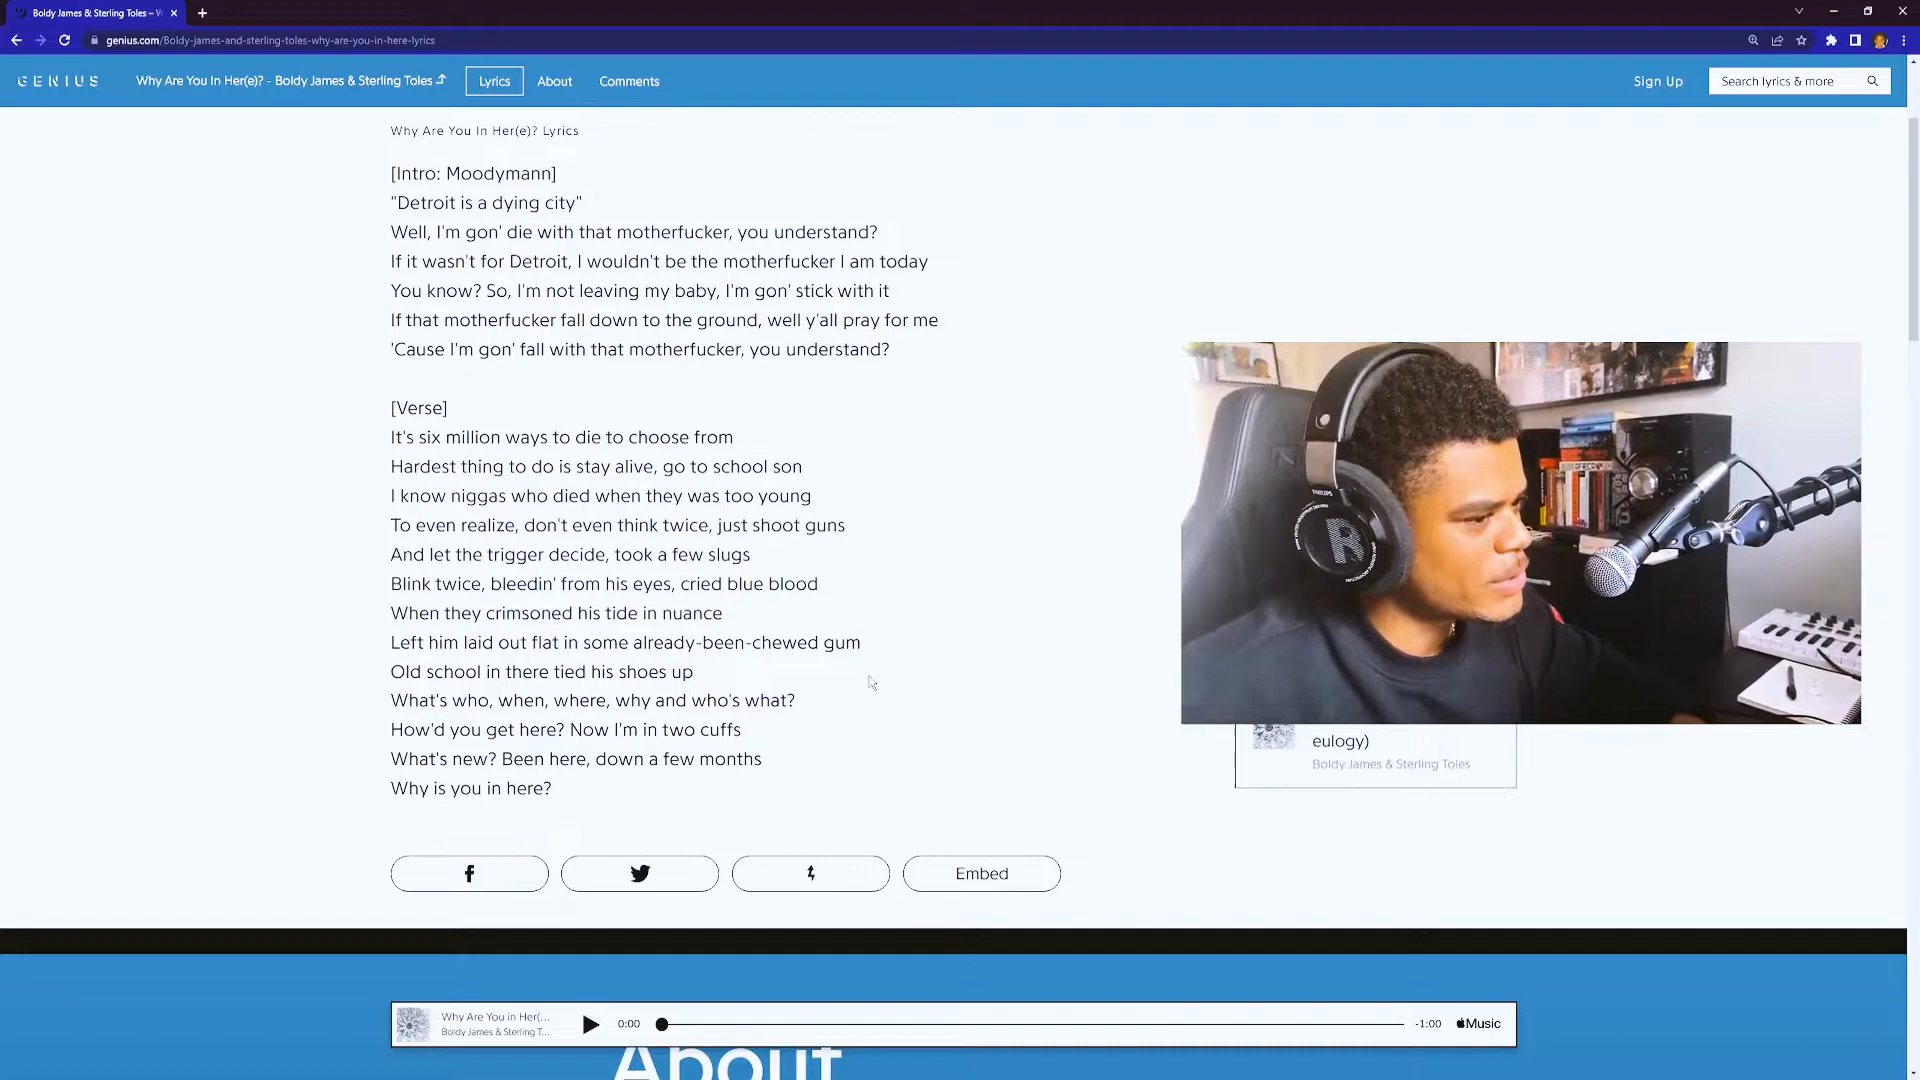 Boldy James & Sterling Toles – W
genius.com/Boldy-james-and-sterling-toles-why-are-you-in-here-lyrics
GENIUS
Why Are You In Her(e)? - Boldy James & Sterling Toles
Lyrics
About
Comments
Sign Up
Search lyrics & more
Why Are You In Her(e)? Lyrics
[Intro: Moodymann]
"Detroit is a dying city"
Well, I'm gon' die with that motherfucker, you understand?
If it wasn't for Detroit, I wouldn't be the motherfucker I am today
You know? So, I'm not leaving my baby, I'm gon' stick with it
If that motherfucker fall down to the ground, well y'all pray for me
'Cause I'm gon' fall with that motherfucker, you understand?
[Verse]
It's six million ways to die to choose from
Hardest thing to do is stay alive, go to school son
I know niggas who died when they was too young
To even realize, don't even think twice, just shoot guns
And let the trigger decide, took a few slugs
Blink twice, bleedin' from his eyes, cried blue blood
When they crimsoned his tide in nuance
Left him laid out flat in some already-been-chewed gum
Old school in there tied his shoes up
What's who, when, where, why and who's what?
How'd you get here? Now I'm in two cuffs
What's new? Been here, down a few months
Why is you in here?
PHILIPS
R
AFRICA
eulogy)
Boldy James & Sterling Toles
Embed
Why Are You in Her(...
Boldy James & Sterling T...
0:00
-1:00
Music
About